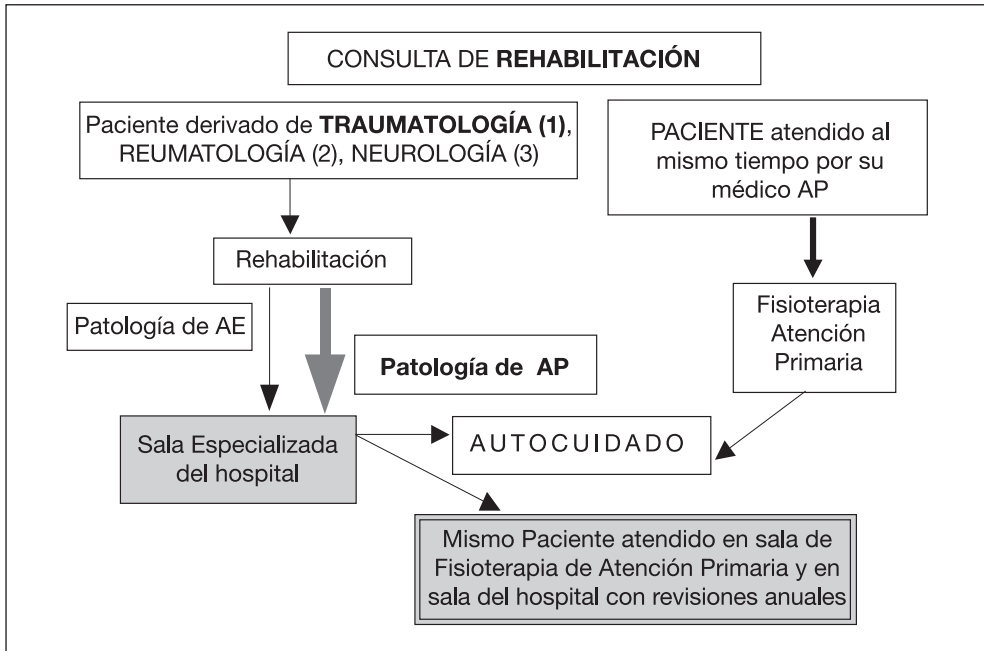 CONSULTA DE REHABILITACIÓN
Paciente derivado de TRAUMATOLOGÍA (1),
REUMATOLOGÍA (2), NEUROLOGÍA (3)
PACIENTE atendido al
mismo tiempo por su
médico AP
Rehabilitación
Patología de AE
Patología de AP
Fisioterapia
Atención
Primaria
Sala Especializada
del hospital
AUTOCUIDADO
Mismo Paciente atendido en sala de
Fisioterapia de Atención Primaria y en
sala del hospital con revisiones anuales